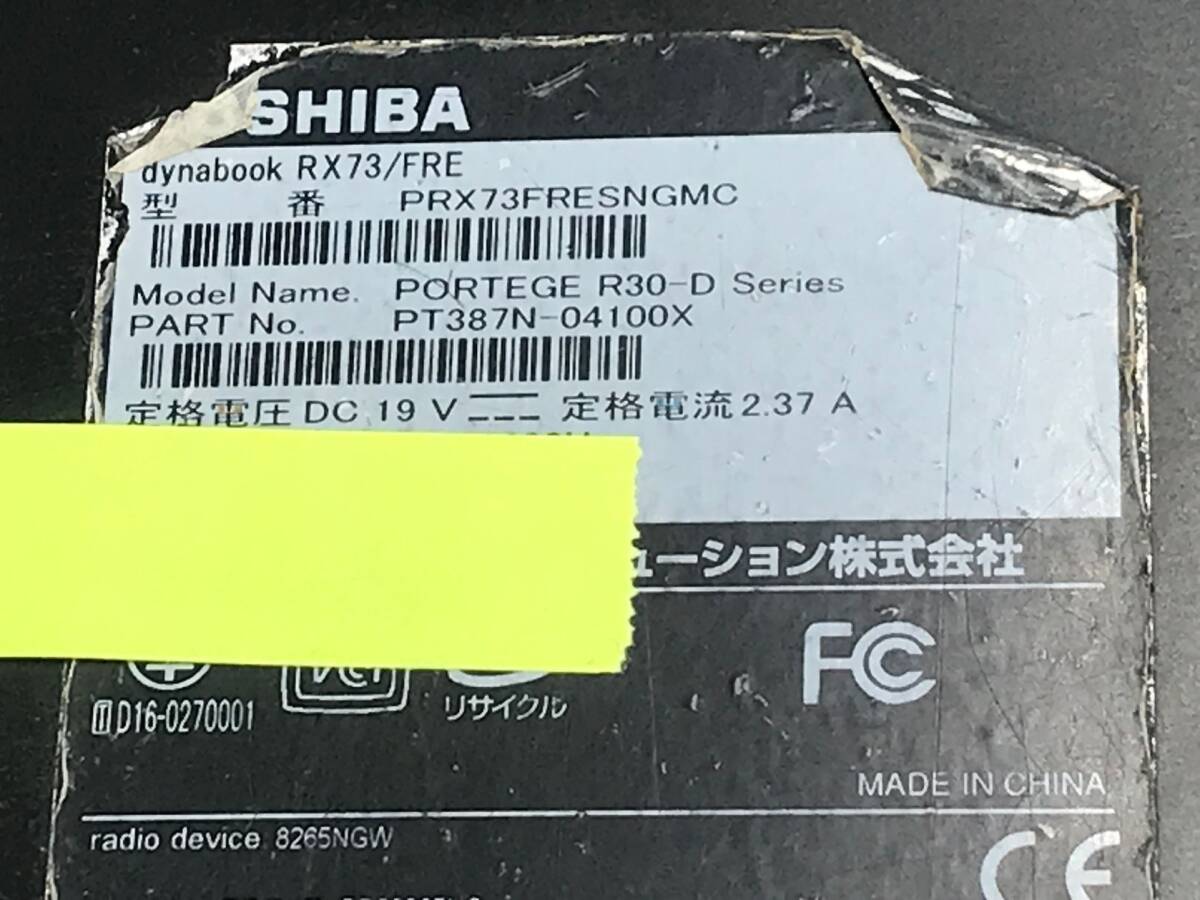 SHIBA
dynabook RX73/FRE
型 番 PRX73FRESNGMC
Model Name. PORTEGE R30-D Series
PART No. PT387N-04100X
定格電圧 DC 19 V 定格電流 2.37 A
ューション株式会社
VCI
FC
リサイクル
D16-0270001
MADE IN CHINA
radio device 8265NGW
CE